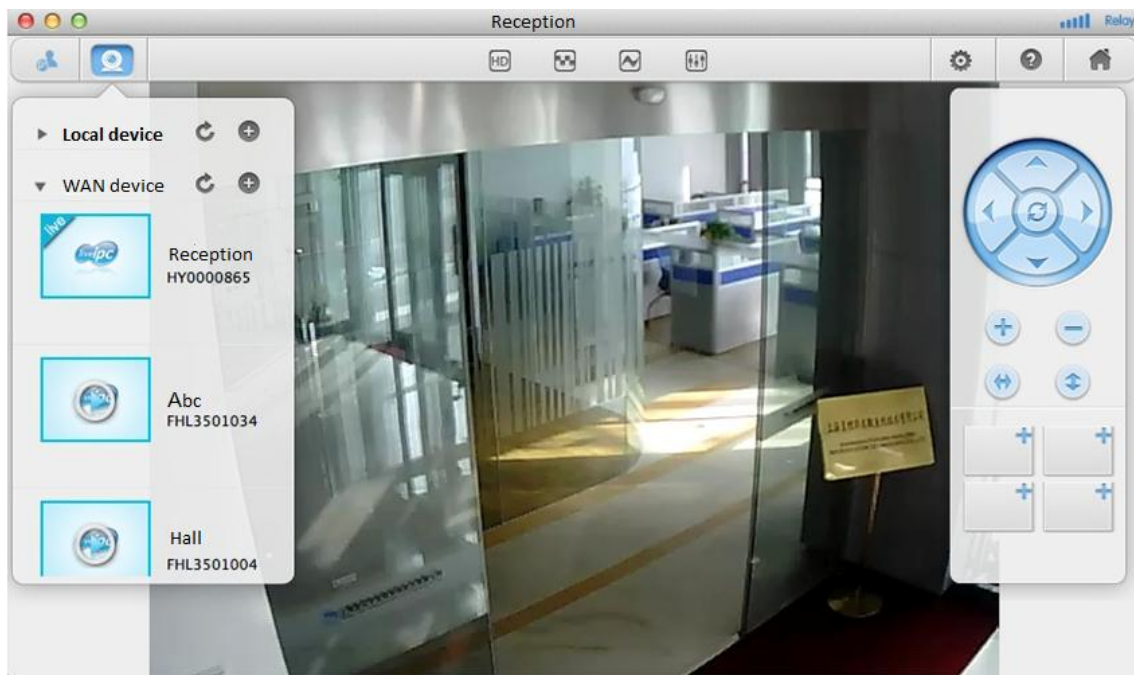 Reception
Relay
HD
Local device
WAN device
live
Reception
HY0000865
Abc
FHL3501034
Hall
FHL3501004